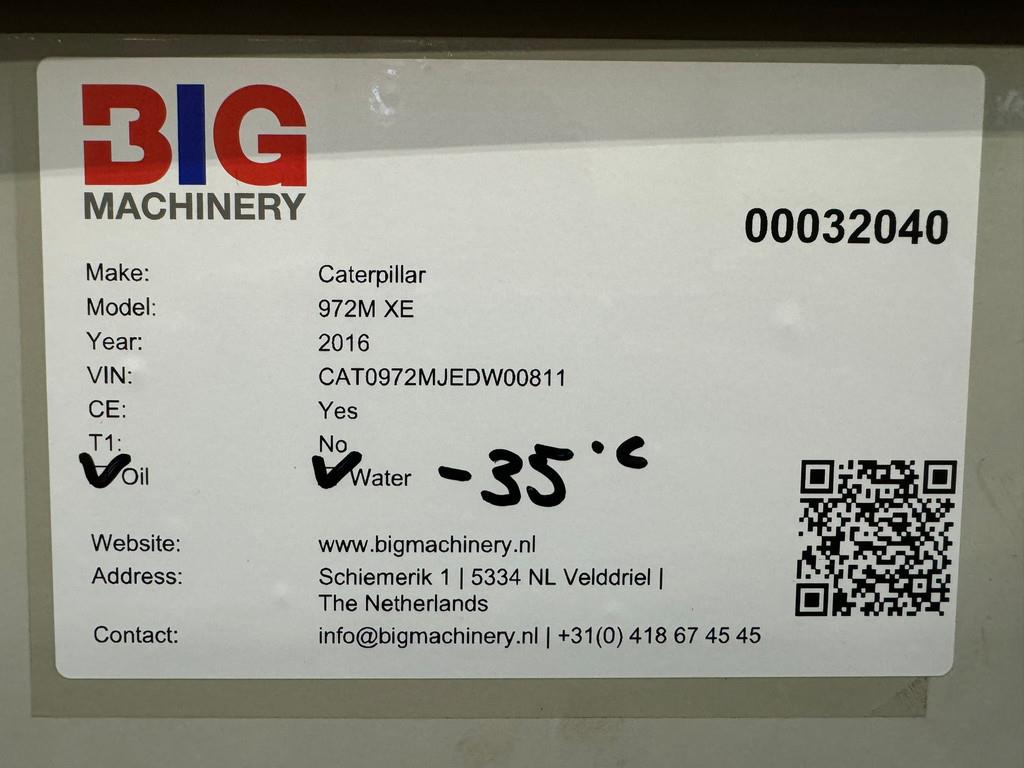 BIG
MACHINERY
00032040
Make: Caterpillar
Model: 972M XE
Year: 2016
VIN: CAT0972MJEDW00811
CE: Yes
T1: No
Oil Water -35°C
Website: www.bigmachinery.nl
Address: Schiemerik 1 | 5334 NL Velddriel |
The Netherlands
Contact: info@bigmachinery.nl | +31(0) 418 67 45 45